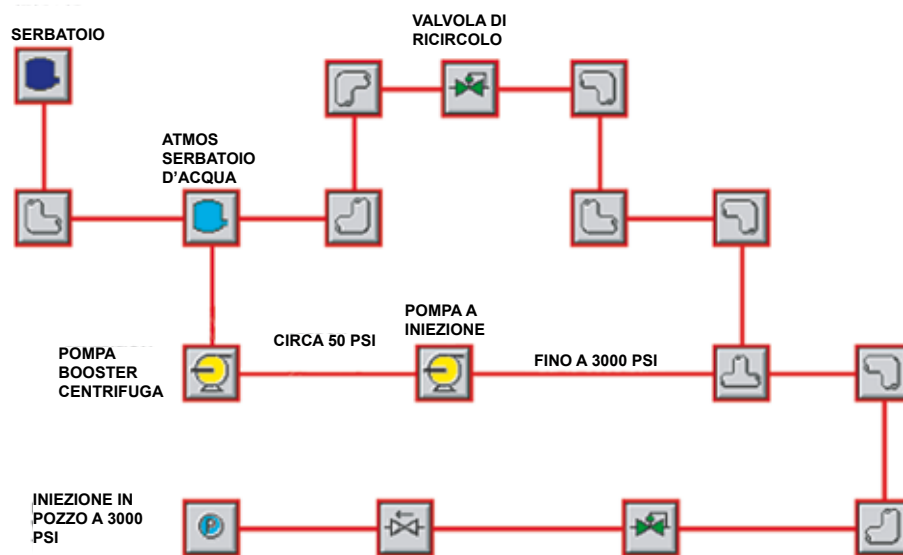 SERBATOIO
VALVOLA DI
RICIRCOLO
ATMOS
SERBATOIO
D'ACQUA
POMPA A
INIEZIONE
CIRCA 50 PSI
FINO A 3000 PSI
POMPA
BOOSTER
CENTRIFUGA
INIEZIONE IN
POZZO A 3000
PSI
P